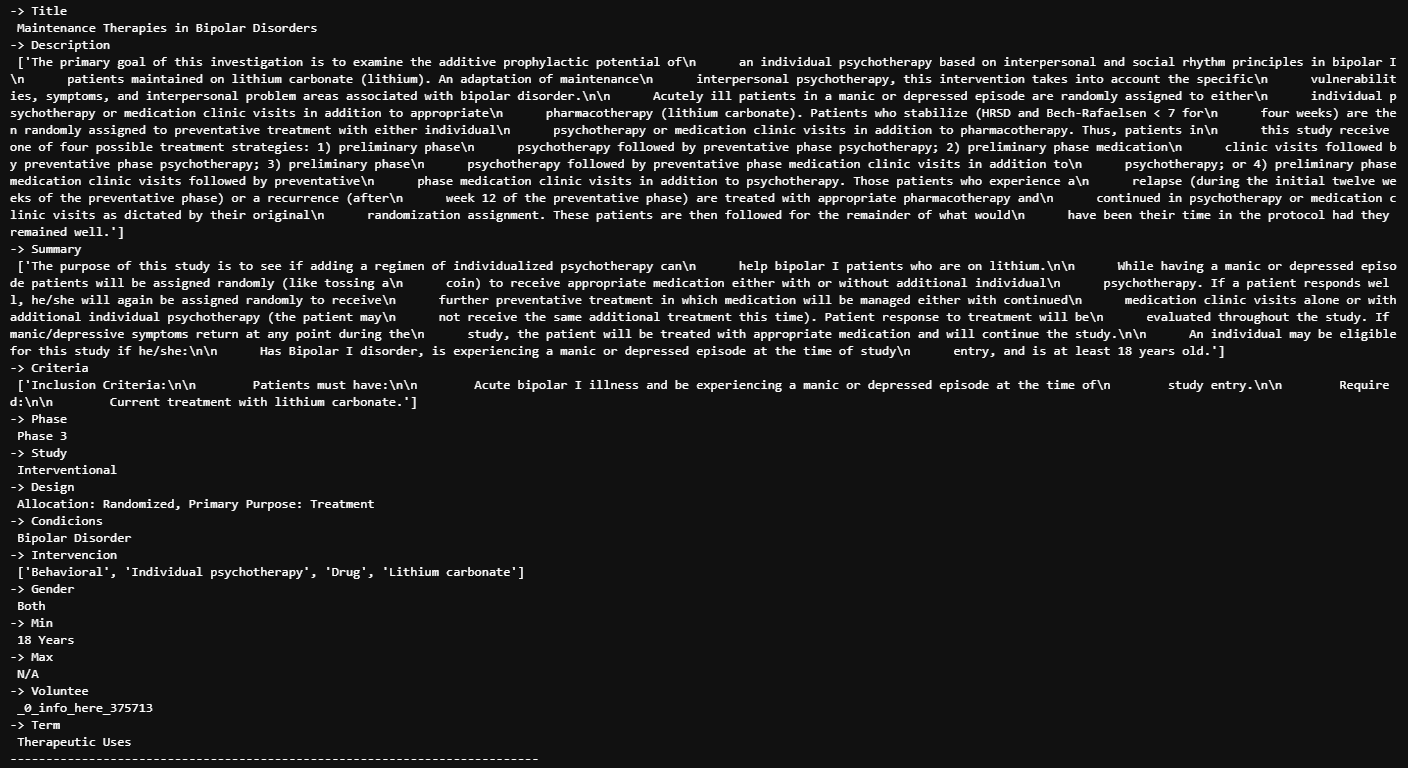 -> Title
Maintenance Therapies in Bipolar Disorders
-> Description
['The primary goal of this investigation is to examine the additive prophylactic potential of\n      an individual psychotherapy based on interpersonal and social rhythm principles in bipolar I
\n      patients maintained on lithium carbonate (lithium). An adaptation of maintenance\n      interpersonal psychotherapy, this intervention takes into account the specific\n      vulnerabilit
ies, symptoms, and interpersonal problem areas associated with bipolar disorder.\n\n      Acutely ill patients in a manic or depressed episode are randomly assigned to either\n      individual p
sychotherapy or medication clinic visits in addition to appropriate\n      pharmacotherapy (lithium carbonate). Patients who stabilize (HRSD and Bech-Rafaelsen < 7 for\n      four weeks) are the
n randomly assigned to preventative treatment with either individual\n      psychotherapy or medication clinic visits in addition to pharmacotherapy. Thus, patients in\n      this study receive
one of four possible treatment strategies: 1) preliminary phase\n      psychotherapy followed by preventative phase psychotherapy; 2) preliminary phase medication\n      clinic visits followed b
y preventative phase psychotherapy; 3) preliminary phase\n      psychotherapy followed by preventative phase medication clinic visits in addition to\n      psychotherapy; or 4) preliminary phase
medication clinic visits followed by preventative\n      phase medication clinic visits in addition to psychotherapy. Those patients who experience a\n      relapse (during the initial twelve we
eks of the preventative phase) or a recurrence (after\n      week 12 of the preventative phase) are treated with appropriate pharmacotherapy and\n      continued in psychotherapy or medication c
linic visits as dictated by their original\n      randomization assignment. These patients are then followed for the remainder of what would\n      have been their time in the protocol had they
remained well.']
-> Summary
['The purpose of this study is to see if adding a regimen of individualized psychotherapy can\n      help bipolar I patients who are on lithium.\n\n      While having a manic or depressed episo
de patients will be assigned randomly (like tossing a\n      coin) to receive appropriate medication either with or without additional individual\n      psychotherapy. If a patient responds wel
l, he/she will again be assigned randomly to receive\n      further preventative treatment in which medication will be managed either with continued\n      medication clinic visits alone or with
additional individual psychotherapy (the patient may\n      not receive the same additional treatment this time). Patient response to treatment will be\n      evaluated throughout the study. If
manic/depressive symptoms return at any point during the\n      study, the patient will be treated with appropriate medication and will continue the study.\n\n      An individual may be eligible
for this study if he/she:\n\n      Has Bipolar I disorder, is experiencing a manic or depressed episode at the time of study\n      entry, and is at least 18 years old.']
-> Criteria
['Inclusion Criteria:\n\n        Patients must have:\n\n        Acute bipolar I illness and be experiencing a manic or depressed episode at the time of\n        study entry.\n\n        Require
d:\n\n        Current treatment with lithium carbonate.']
-> Phase
Phase 3
-> Study
Interventional
-> Design
Allocation: Randomized, Primary Purpose: Treatment
-> Condicions
Bipolar Disorder
-> Intervencion
['Behavioral', 'Individual psychotherapy', 'Drug', 'Lithium carbonate']
-> Gender
Both
-> Min
18 Years
-> Max
N/A
-> Voluntee
_0_info_here_375713
-> Term
Therapeutic Uses
--------------------------------------------------------------------------